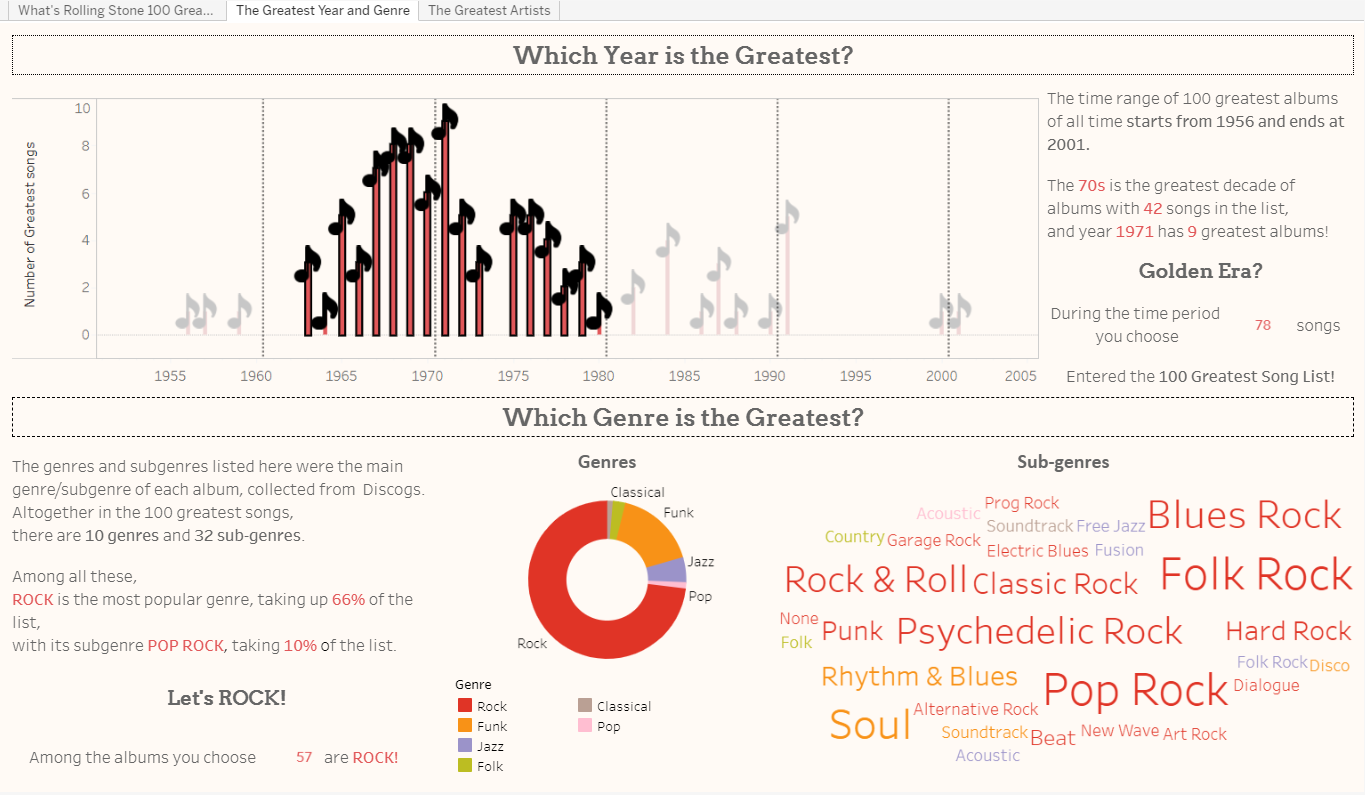 What's Rolling Stone 100 Grea...
The Greatest Year and Genre
The Greatest Artists
Which Year is the Greatest?
Number of Greatest songs
10
8
6
4
2
0
1955
1960
1965
1970
1975
1980
1985
1990
1995
2000
2005
The time range of 100 greatest albums
of all time starts from 1956 and ends at
2001.
The 70s is the greatest decade of
albums with 42 songs in the list,
and year 1971 has 9 greatest albums!
Golden Era?
During the time period
you choose
78
songs
Entered the 100 Greatest Song List!
Which Genre is the Greatest?
The genres and subgenres listed here were the main
genre/subgenre of each album, collected from  Discogs.
Altogether in the 100 greatest songs,
there are 10 genres and 32 sub-genres.
Among all these,
ROCK is the most popular genre, taking up 66% of the
list,
with its subgenre POP ROCK, taking 10% of the list.
Let's ROCK!
Among the albums you choose
57
are ROCK!
Genres
Classical
Funk
Jazz
Pop
Rock
Genre
Rock
Funk
Jazz
Folk
Classical
Pop
Sub-genres
Prog Rock
Acoustic
Soundtrack
Free Jazz
Blues Rock
Country
Garage Rock
Electric Blues
Fusion
Rock & Roll
Classic Rock
Folk Rock
None
Folk
Punk
Psychedelic Rock
Hard Rock
Folk Rock
Disco
Rhythm & Blues
Pop Rock
Dialogue
Soul
Alternative Rock
Soundtrack
Beat
New Wave
Art Rock
Acoustic